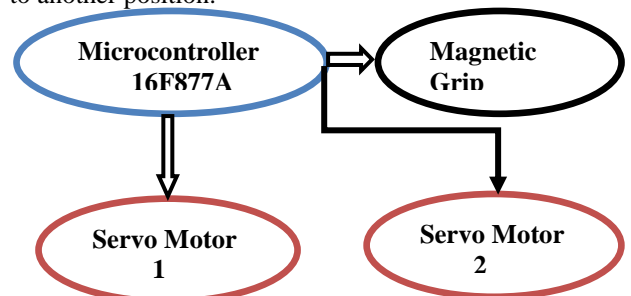 to another position.
Microcontroller
16F877A
Magnetic
Grip
Servo Motor
1
Servo Motor
2